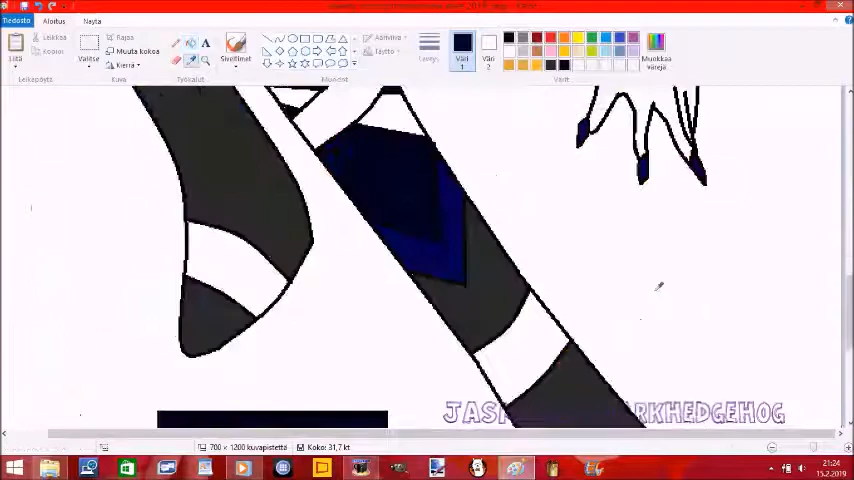 Tiedosto
Aloitus
Näytä
Liitä
Leikkaa
Kopioi
Leikepöytä
Valitse
Rajaa
Muuta kokoa
Kierrä
Kuva
A
Työkalut
Siveltimet
Ääriviiva
Täyttö
Muodot
Leveys
Väri 1
Väri 2
Värit
Muokkaa värejä
700 × 1200 kuvapistettä
Koko: 31,7 kt
21:24
15.2.2019